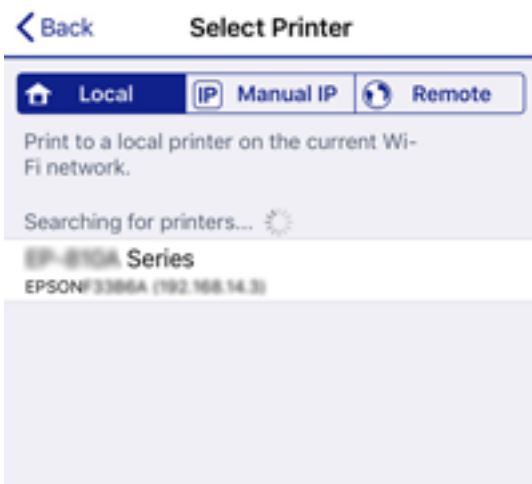 Back
Select Printer
Local
IP Manual IP
Remote
Print to a local printer on the current Wi-
Fi network.
Searching for printers...
Series
EPSON